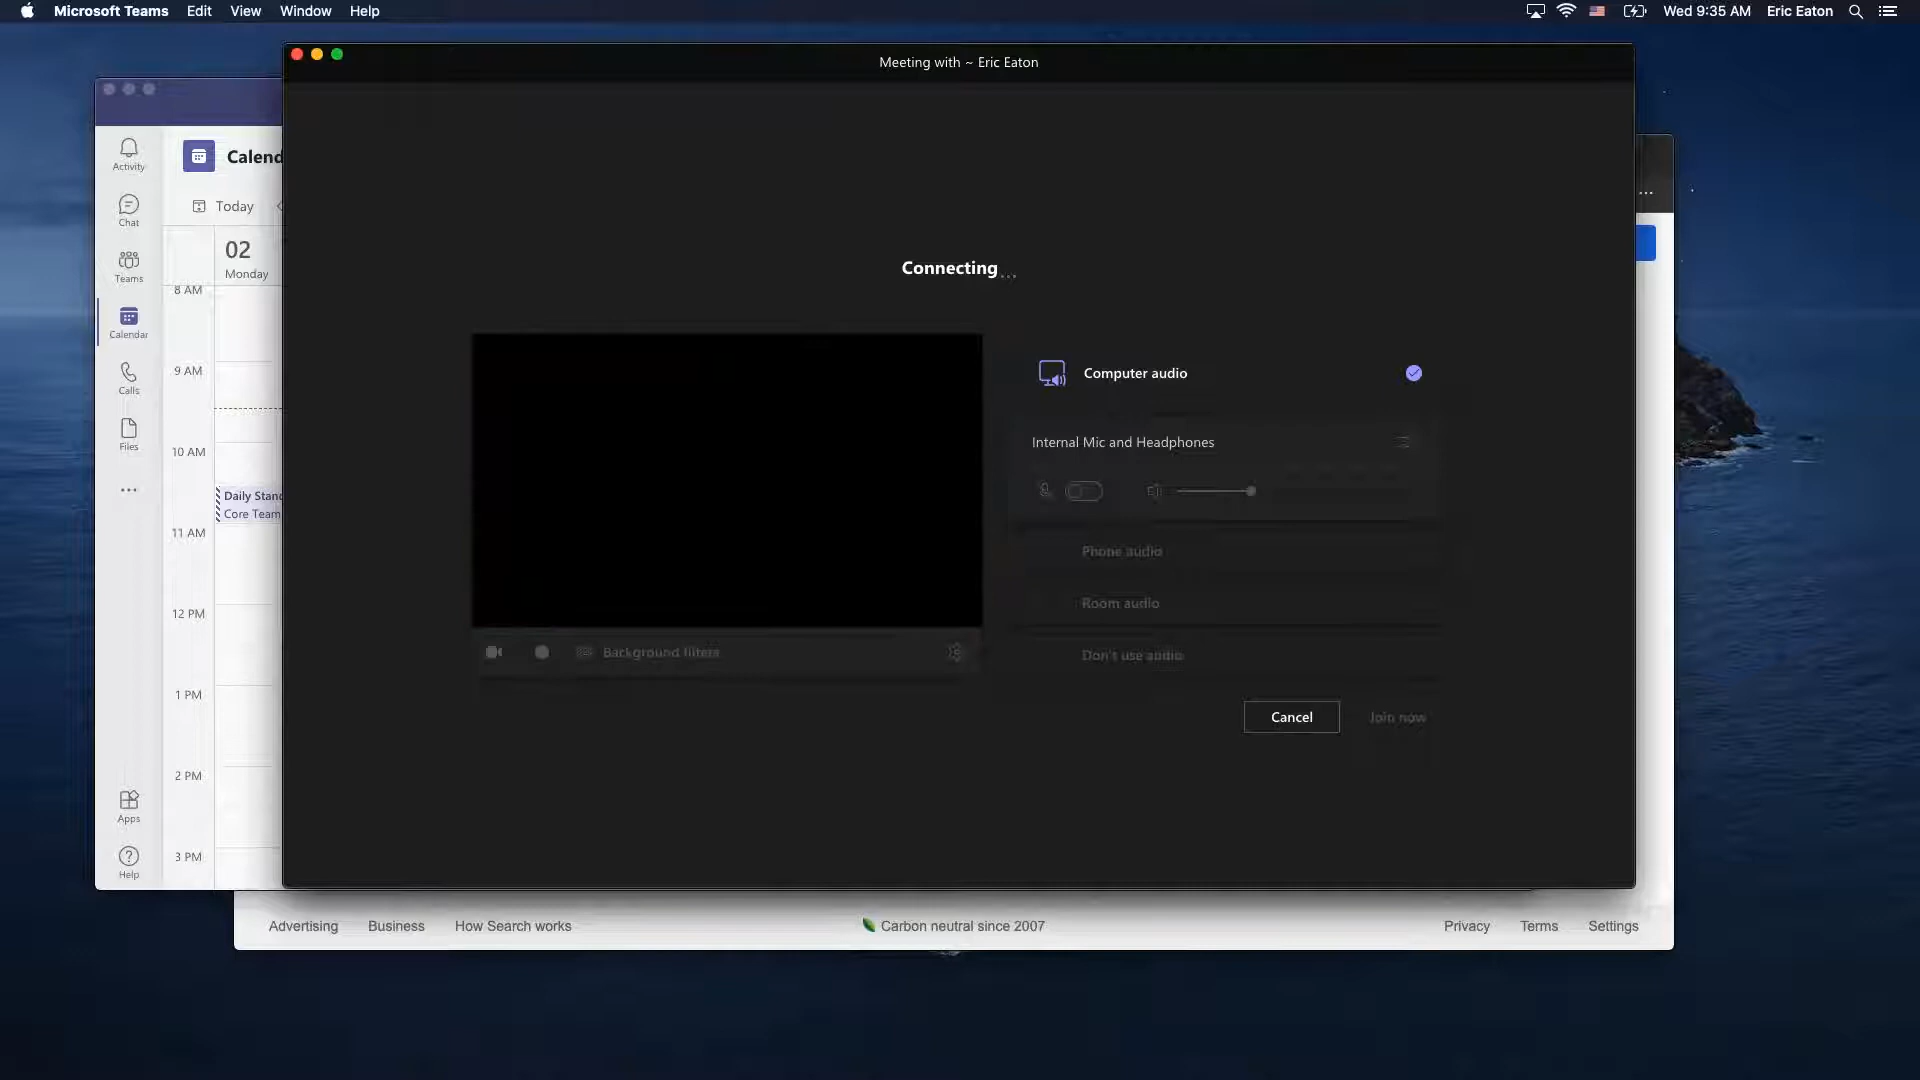 Microsoft Teams Edit View Window Help
Wed 9:35 AM Eric Eaton
Meeting with ~ Eric Eaton
Activity
Chat
Teams
Calendar
Calls
Files
Apps
Help
Calend
Today
02
Monday
8 AM
9 AM
10 AM
Daily Stand
Core Team
11 AM
12 PM
1 PM
2 PM
3 PM
Connecting...
Computer audio
Internal Mic and Headphones
Phone audio
Room audio
Don't use audio
Background filters
Cancel
Join now
Advertising Business How Search works
Carbon neutral since 2007
Privacy Terms Settings